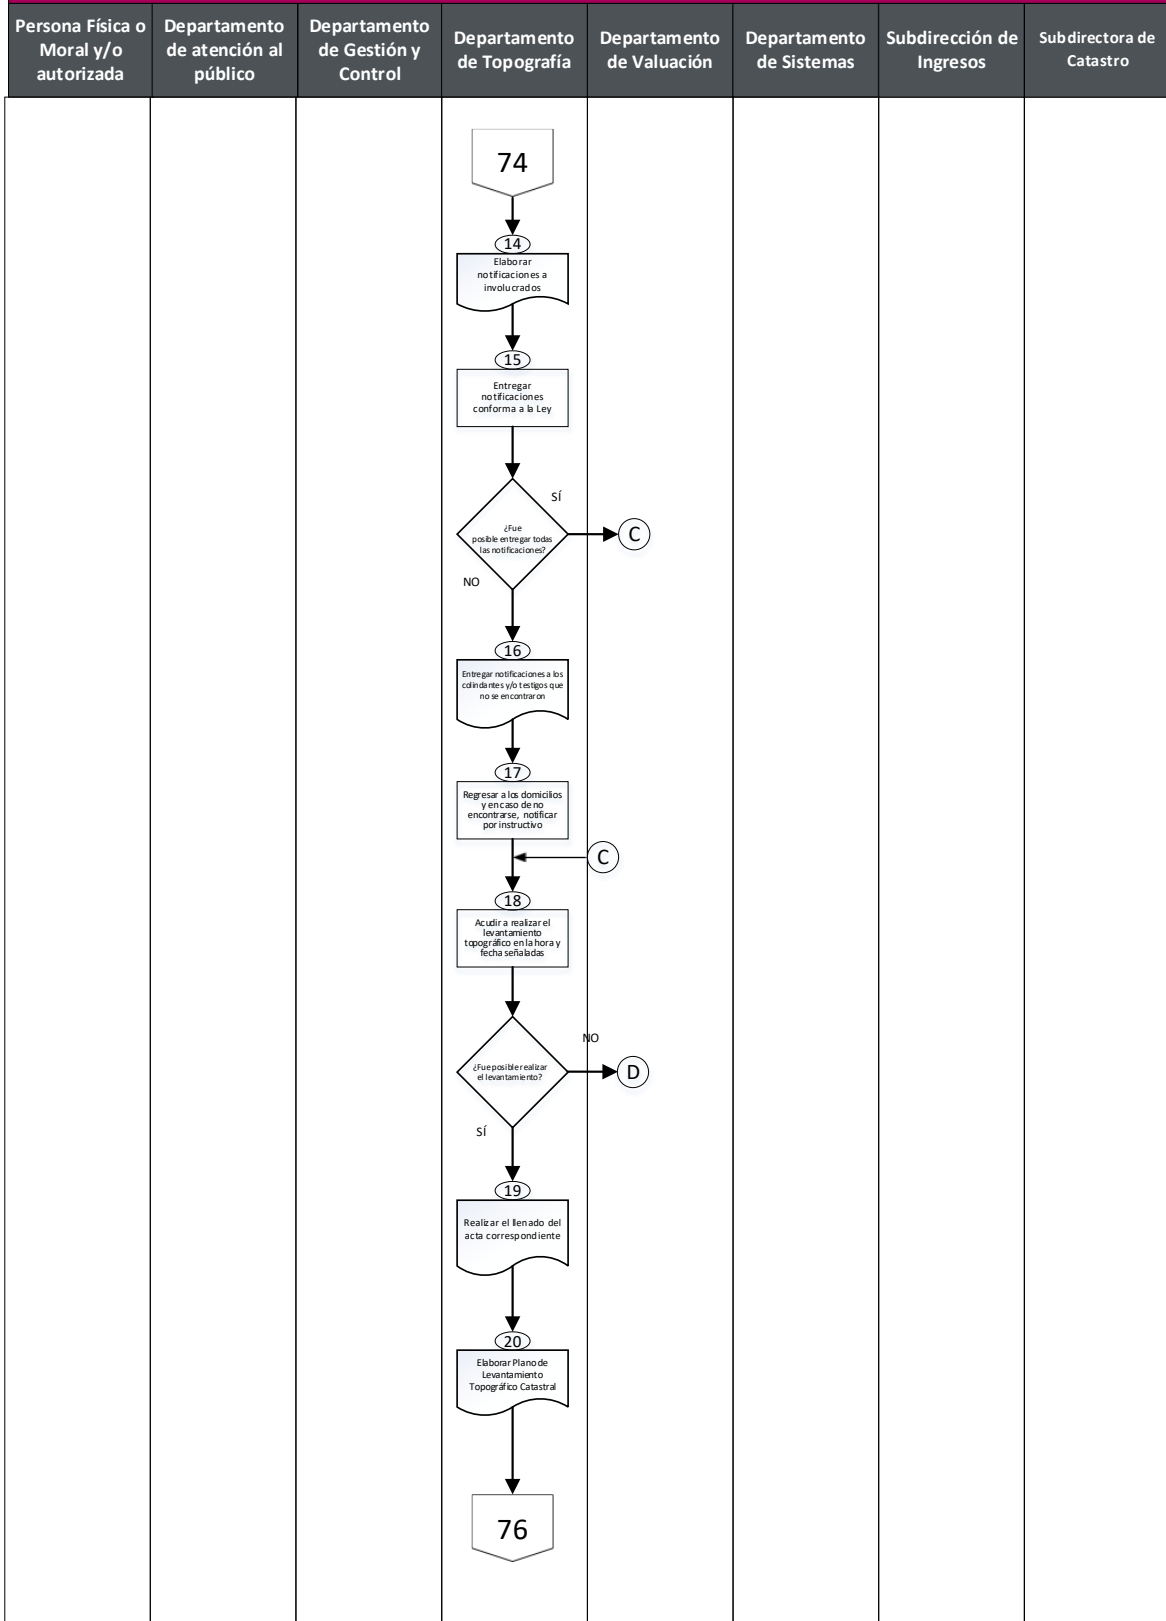 Persona Física o
Moral y/o
autorizada
Departamento
de atención al
público
Departamento
de Gestión y
Control
Departamento
de Topografía
Departamento
de Valuación
Departamento
de Sistemas
Subdirección de
Ingresos
Subdirectora de
Catastro
74
14
Elaborar
notificaciones a
involucrados
15
Entregar
notificaciones
conforma a la Ley
SÍ
¿Fue
posible entregar todas
las notificaciones?
C
NO
16
Entregar notificaciones a los
colindantes y/o testigos que
no se encontraron
17
Regresar a los domicilios
y en caso de no
encontrarse, notificar
por instructivo
C
18
Acudir a realizar el
levantamiento
topográfico en la hora y
fecha señaladas
NO
¿Fue posible realizar
el levantamiento?
D
SÍ
19
Realizar el llenado del
acta correspondiente
20
Elaborar Plano de
Levantamiento
Topográfico Catastral
76